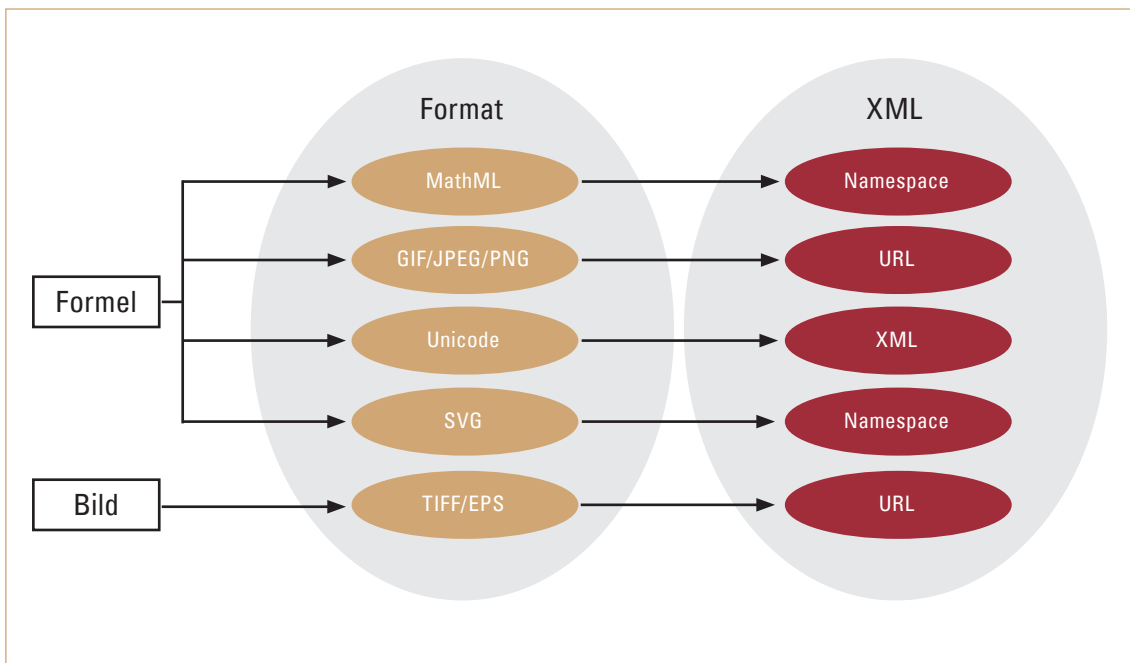 Format
XML
MathML
Namespace
GIF/JPEG/PNG
URL
Formel
Unicode
XML
SVG
Namespace
Bild
TIFF/EPS
URL